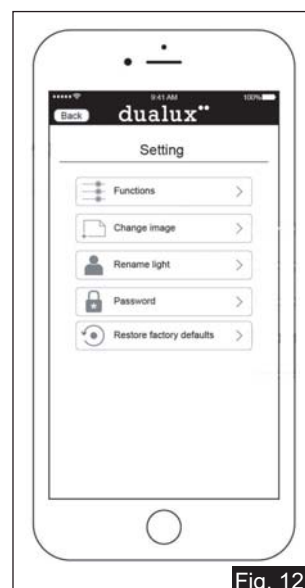 9:41 AM 100%
Back dualux
Setting
Functions
Change image
Rename light
Password
Restore factory defaults
Fig. 12